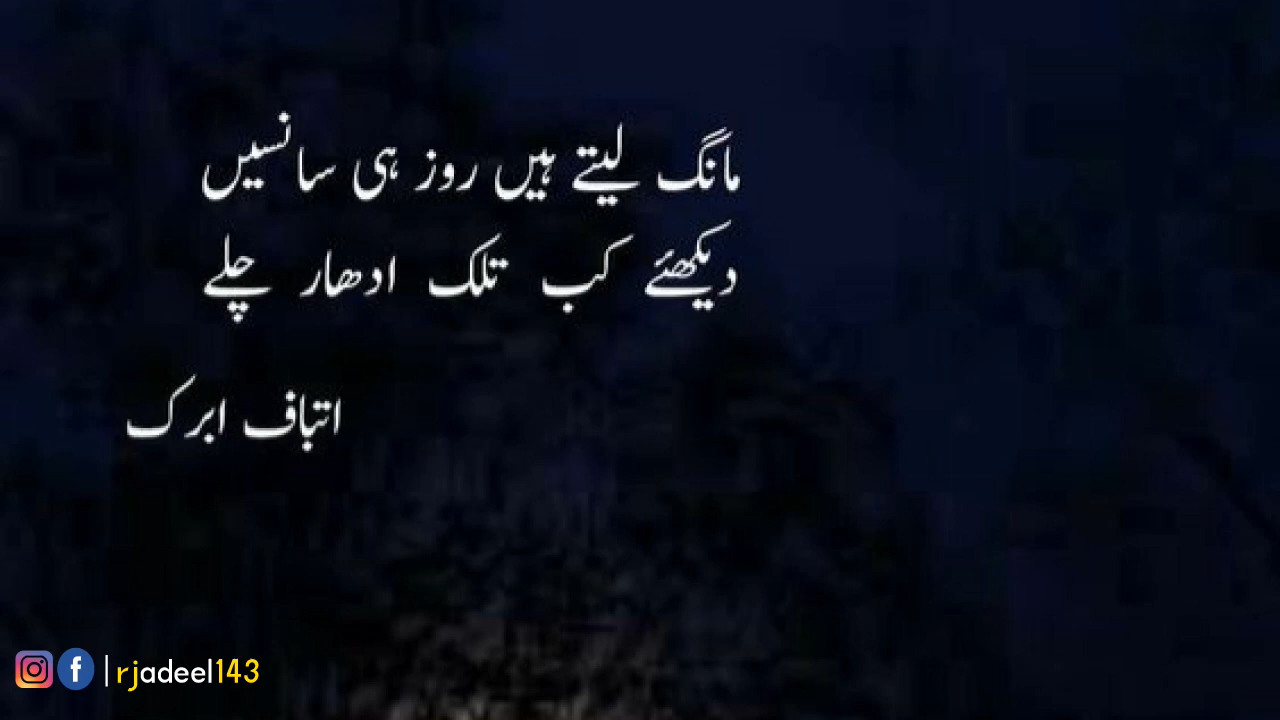 مانگ لیتے ہیں روز ہی سانسیں
دیکھئے کب تلک ادھار چلے
اتباف ابرک
|rjadeel143